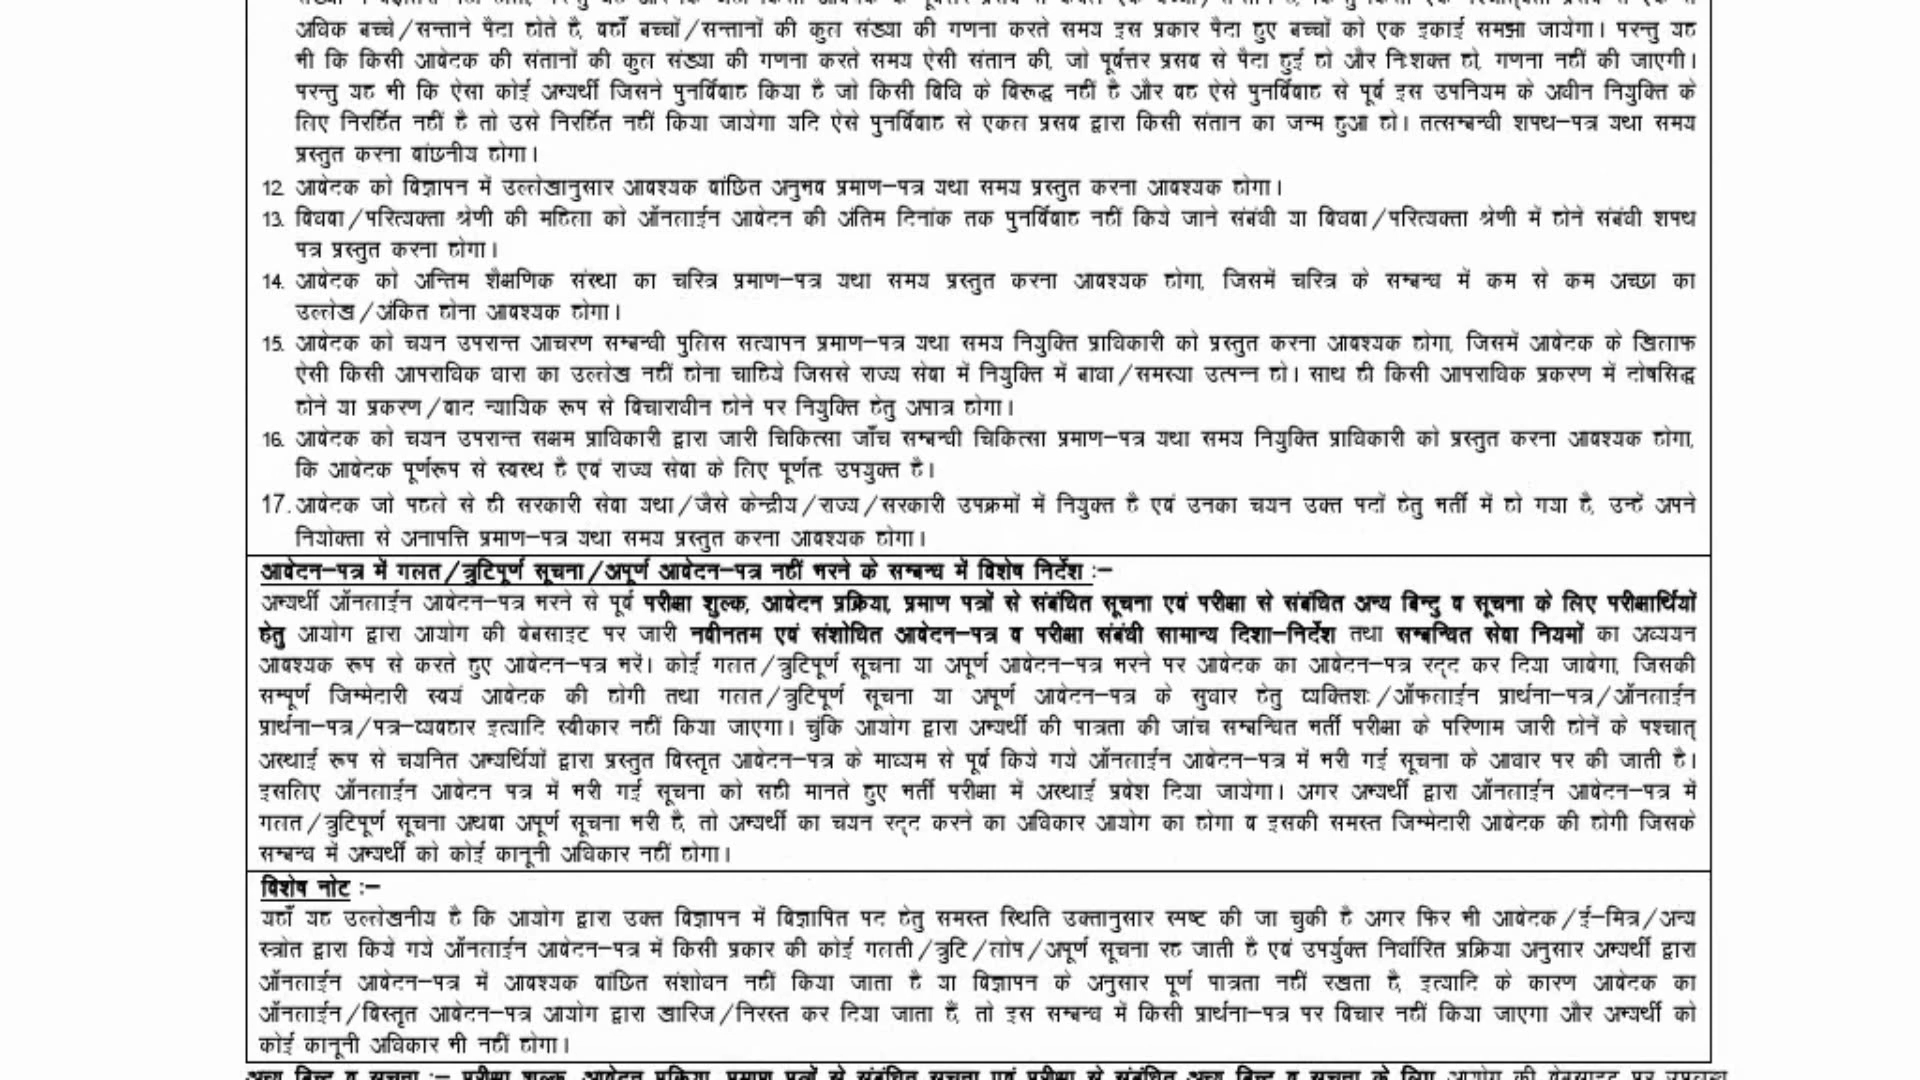 अधिक बच्चे/सन्ताने पैदा होते है, वहाँ बच्चों/सन्तानों की कुल संख्या की गणना करते समय इस प्रकार पैदा हुए बच्चों को एक इकाई समझा जायेगा। परन्तु यह
भी कि किसी आवेदक की संतानों की कुल संख्या की गणना करते समय ऐसी संतान की, जो पूर्वत्तर प्रसव से पैदा हुई हो और निःशक्त हो, गणना नहीं की जाएगी।
परन्तु यह भी कि ऐसा कोई अभ्यर्थी जिसने पुनर्विवाह किया है जो किसी विधि के विरूद्ध नहीं है और वह ऐसे पुनर्विवाह से पूर्व इस उपनियम के अधीन नियुक्ति के
लिए निरर्हित नहीं है तो उसे निरर्हित नहीं किया जायेगा यदि ऐसे पुनर्विवाह से एकल प्रसव द्वारा किसी संतान का जन्म हुआ हो। तत्सम्बन्धी शपथ–पत्र यथा समय
प्रस्तुत करना वांछनीय होगा।
12. आवेदक को विज्ञापन में उल्लेखानुसार आवश्यक वांछित अनुभव प्रमाण–पत्र यथा समय प्रस्तुत करना आवश्यक होगा।
13. विधवा/परित्यक्ता श्रेणी की महिला को ऑनलाईन आवेदन की अंतिम दिनांक तक पुनर्विवाह नहीं किये जाने संबंधी या विधवा/परित्यक्ता श्रेणी में होने संबंधी शपथ
पत्र प्रस्तुत करना होगा।
14. आवेदक को अन्तिम शैक्षणिक संस्था का चरित्र प्रमाण–पत्र यथा समय प्रस्तुत करना आवश्यक होगा, जिसमें चरित्र के सम्बन्ध में कम से कम अच्छा का
उल्लेख/अंकित होना आवश्यक होगा।
15. आवेदक को चयन उपरान्त आचरण सम्बन्धी पुलिस सत्यापन प्रमाण–पत्र यथा समय नियुक्ति प्राधिकारी को प्रस्तुत करना आवश्यक होगा, जिसमें आवेदक के खिलाफ
ऐसी किसी आपराधिक धारा का उल्लेख नहीं होना चाहिये जिससे राज्य सेवा में नियुक्ति में बाधा/समस्या उत्पन्न हो। साथ ही किसी आपराधिक प्रकरण में दोषसिद्ध
होने या प्रकरण/वाद न्यायिक रूप से विचाराधीन होने पर नियुक्ति हेतु अपात्र होगा।
16. आवेदक को चयन उपरान्त सक्षम प्राधिकारी द्वारा जारी चिकित्सा जाँच सम्बन्धी चिकित्सा प्रमाण–पत्र यथा समय नियुक्ति प्राधिकारी को प्रस्तुत करना आवश्यक होगा,
कि आवेदक पूर्णरूप से स्वस्थ है एवं राज्य सेवा के लिए पूर्णतः उपयुक्त है।
17. आवेदक जो पहले से ही सरकारी सेवा यथा/जैसे केन्द्रीय/राज्य/सरकारी उपक्रमों में नियुक्त है एवं उनका चयन उक्त पदों हेतु भर्ती में हो गया है, उन्हें अपने
नियोक्ता से अनापत्ति प्रमाण–पत्र यथा समय प्रस्तुत करना आवश्यक होगा।
आवेदन–पत्र में गलत/त्रुटिपूर्ण सूचना/अपूर्ण आवेदन–पत्र नहीं भरने के सम्बन्ध में विशेष निर्देश :–
अभ्यर्थी ऑनलाईन आवेदन–पत्र भरने से पूर्व परीक्षा शुल्क, आवेदन प्रक्रिया, प्रमाण पत्रों से संबंधित सूचना एवं परीक्षा से संबंधित अन्य बिन्दु व सूचना के लिए परीक्षार्थियों
हेतु आयोग द्वारा आयोग की वेबसाइट पर जारी नवीनतम एवं संशोधित आवेदन–पत्र व परीक्षा संबंधी सामान्य दिशा–निर्देश तथा सम्बन्धित सेवा नियमों का अध्ययन
आवश्यक रूप से करते हुए आवेदन–पत्र भरें। कोई गलत/त्रुटिपूर्ण सूचना या अपूर्ण आवेदन–पत्र भरने पर आवेदक का आवेदन–पत्र रद्द कर दिया जावेगा, जिसकी
सम्पूर्ण जिम्मेदारी स्वयं आवेदक की होगी तथा गलत/त्रुटिपूर्ण सूचना या अपूर्ण आवेदन–पत्र के सुधार हेतु व्यक्तिशः/ऑफलाईन प्रार्थना–पत्र/ऑनलाईन
प्रार्थना–पत्र/पत्र–व्यवहार इत्यादि स्वीकार नहीं किया जाएगा। चुंकि आयोग द्वारा अभ्यर्थी की पात्रता की जांच सम्बन्धित भर्ती परीक्षा के परिणाम जारी होनें के पश्चात्
अस्थाई रूप से चयनित अभ्यर्थियों द्वारा प्रस्तुत विस्तृत आवेदन–पत्र के माध्यम से पूर्व किये गये ऑनलाईन आवेदन–पत्र में भरी गई सूचना के आधार पर की जाती है।
इसलिए ऑनलाईन आवेदन पत्र में भरी गई सूचना को सही मानते हुए भर्ती परीक्षा में अस्थाई प्रवेश दिया जायेगा। अगर अभ्यर्थी द्वारा ऑनलाईन आवेदन–पत्र में
गलत/त्रुटिपूर्ण सूचना अथवा अपूर्ण सूचना भरी है, तो अभ्यर्थी का चयन रद्द करने का अधिकार आयोग का होगा व इसकी समस्त जिम्मेदारी आवेदक की होगी जिसके
सम्बन्ध में अभ्यर्थी को कोई कानूनी अधिकार नहीं होगा।
विशेष नोट :–
यहाँ यह उल्लेखनीय है कि आयोग द्वारा उक्त विज्ञापन में विज्ञापित पद हेतु समस्त स्थिति उक्तानुसार स्पष्ट की जा चुकी है अगर फिर भी आवेदक/ई–मित्र/अन्य
स्त्रोत द्वारा किये गये ऑनलाईन आवेदन–पत्र में किसी प्रकार की कोई गलती/त्रुटि/लोप/अपूर्ण सूचना रह जाती है एवं उपर्युक्त निर्धारित प्रक्रिया अनुसार अभ्यर्थी द्वारा
ऑनलाईन आवेदन–पत्र में आवश्यक वांछित संशोधन नहीं किया जाता है या विज्ञापन के अनुसार पूर्ण पात्रता नहीं रखता है, इत्यादि के कारण आवेदक का
ऑनलाईन/विस्तृत आवेदन–पत्र आयोग द्वारा खारिज/निरस्त कर दिया जाता हैं, तो इस सम्बन्ध में किसी प्रार्थना–पत्र पर विचार नहीं किया जाएगा और अभ्यर्थी को
कोई कानूनी अधिकार भी नहीं होगा।
अन्य बिन्दु व सूचना :– परीक्षा शुल्क, आवेदन प्रक्रिया, प्रमाण पत्रों से संबंधित सूचना एवं परीक्षा से संबंधित अन्य बिन्दु व सूचना के लिए आयोग की वेबसाइट पर उपलब्ध